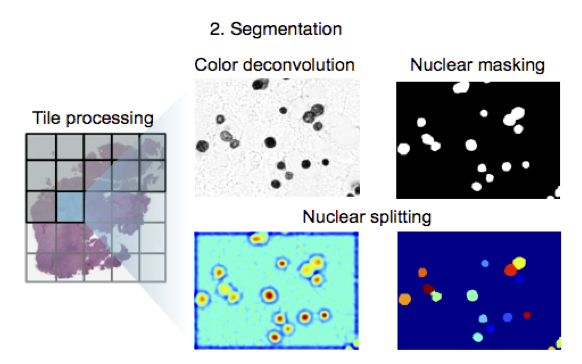 2. Segmentation
Color deconvolution
Nuclear masking
Tile processing
Nuclear splitting